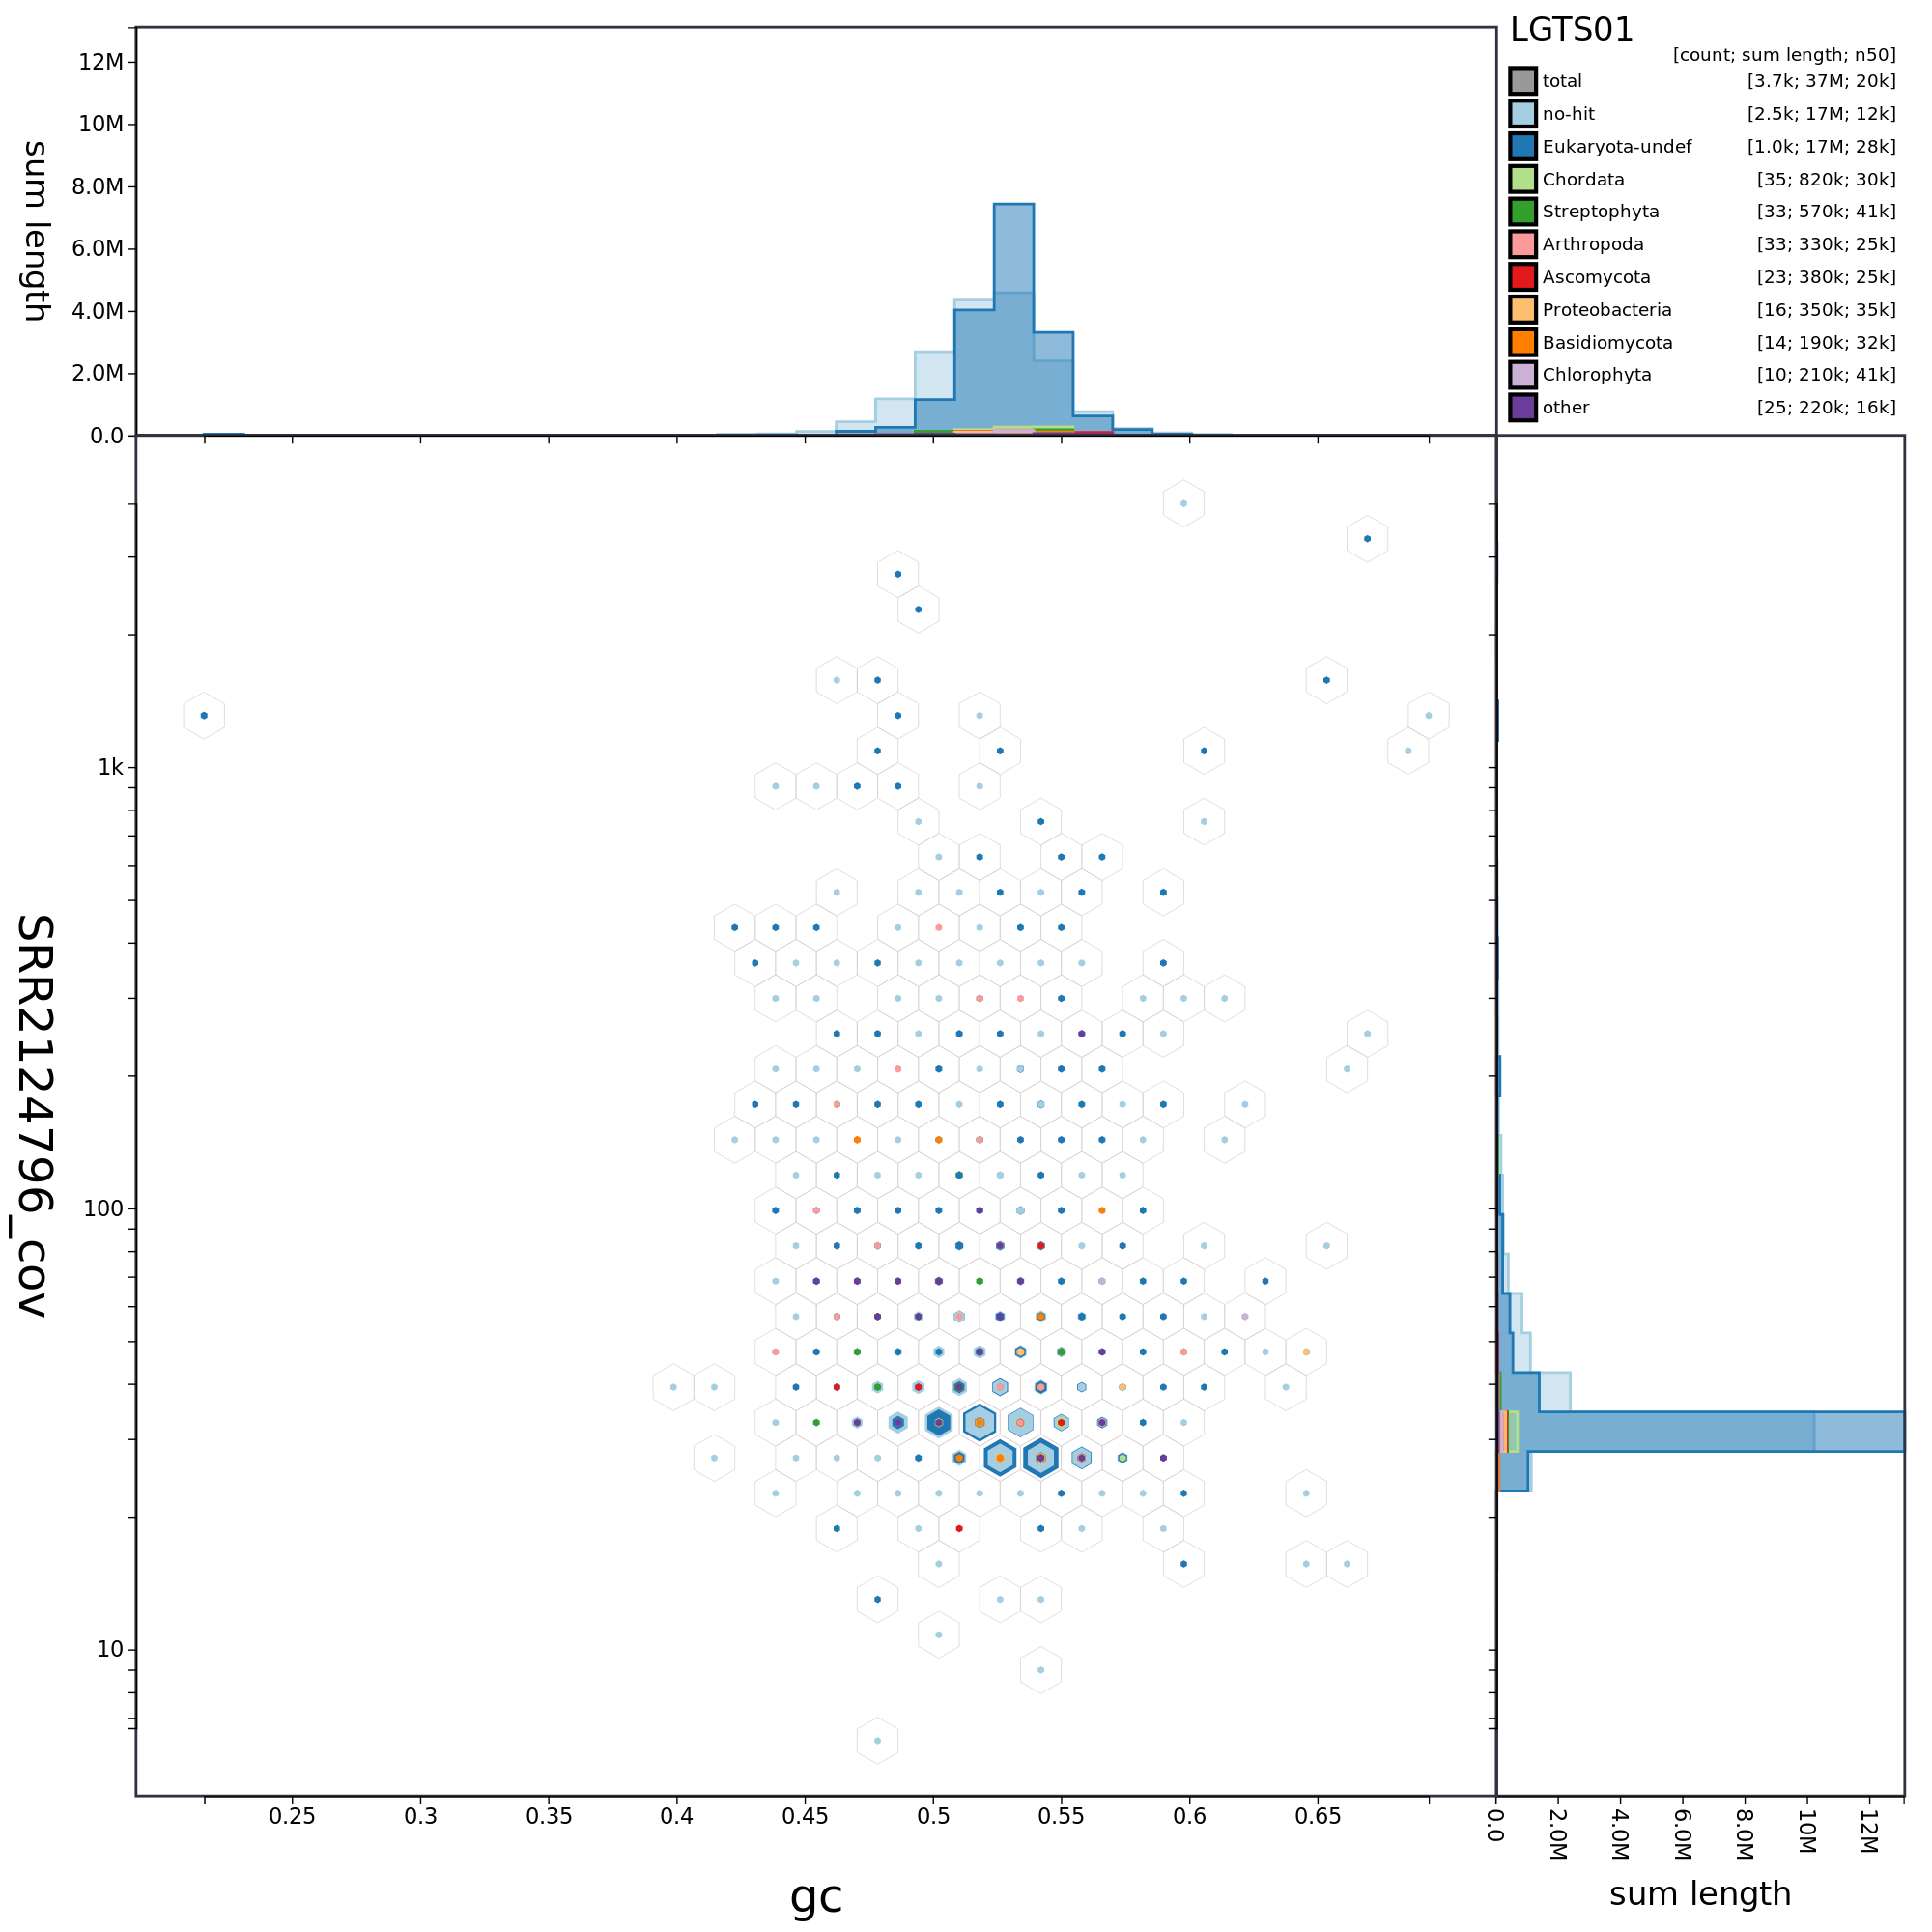 LGTS01
[count; sum length; n50]
total [3.7k; 37M; 20k]
no-hit [2.5k; 17M; 12k]
Eukaryota-undef [1.0k; 17M; 28k]
Chordata [35; 820k; 30k]
Streptophyta [33; 570k; 41k]
Arthropoda [33; 330k; 25k]
Ascomycota [23; 380k; 25k]
Proteobacteria [16; 350k; 35k]
Basidiomycota [14; 190k; 32k]
Chlorophyta [10; 210k; 41k]
other [25; 220k; 16k]
sum length
12M
10M
8.0M
6.0M
4.0M
2.0M
0.0
SRR21124796_cov
1k
100
10
0.25 0.3 0.35 0.4 0.45 0.5 0.55 0.6 0.65
gc
0.0 2.0M 4.0M 6.0M 8.0M 10M 12M
sum length